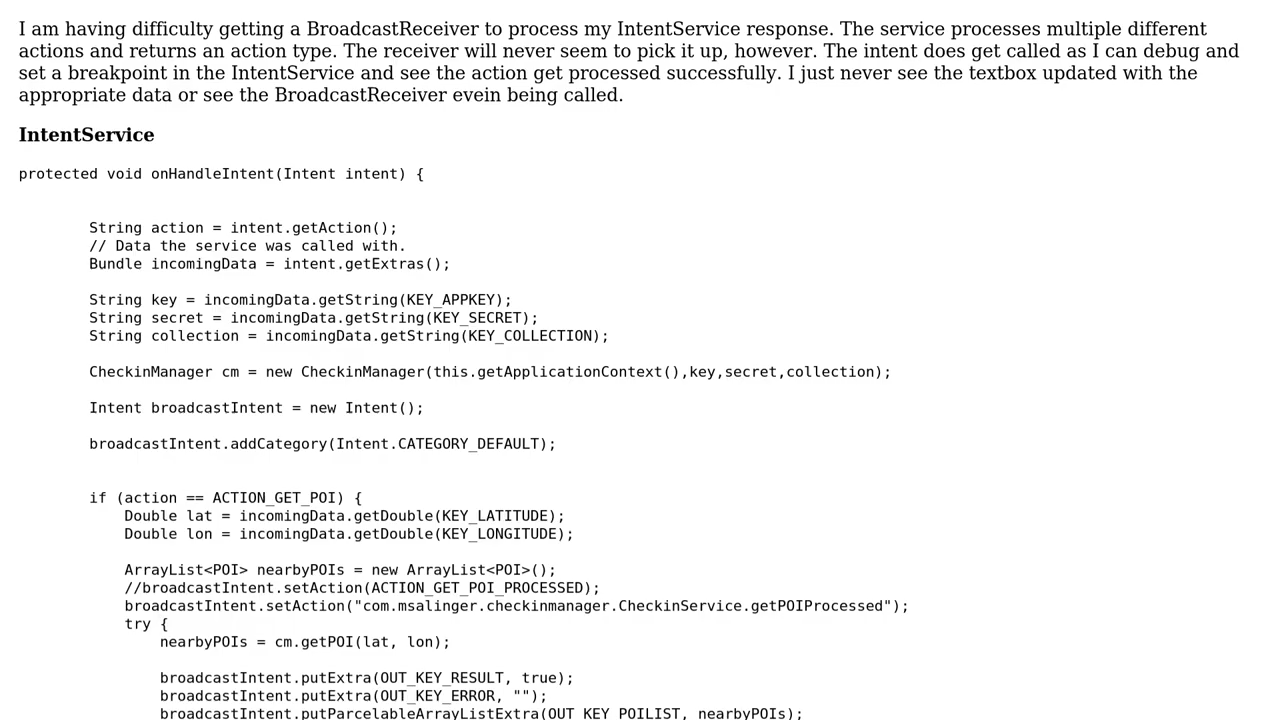 I am having difficulty getting a BroadcastReceiver to process my IntentService response. The service processes multiple different
actions and returns an action type. The receiver will never seem to pick it up, however. The intent does get called as I can debug and
set a breakpoint in the IntentService and see the action get processed successfully. I just never see the textbox updated with the
appropriate data or see the BroadcastReceiver evein being called.
IntentService
protected void onHandleIntent(Intent intent) {
String action = intent.getAction();
// Data the service was called with.
Bundle incomingData = intent.getExtras();
String key = incomingData.getString(KEY_APPKEY);
String secret = incomingData.getString(KEY_SECRET);
String collection = incomingData.getString(KEY_COLLECTION);
CheckinManager cm = new CheckinManager(this.getApplicationContext(),key,secret,collection);
Intent broadcastIntent = new Intent();
broadcastIntent.addCategory(Intent.CATEGORY_DEFAULT);
if (action == ACTION_GET_POI) {
Double lat = incomingData.getDouble(KEY_LATITUDE);
Double lon = incomingData.getDouble(KEY_LONGITUDE);
ArrayList<POI> nearbyPOIs = new ArrayList<POI>();
//broadcastIntent.setAction(ACTION_GET_POI_PROCESSED);
broadcastIntent.setAction("com.msalinger.checkinmanager.CheckinService.getPOIProcessed");
try {
nearbyPOIs = cm.getPOI(lat, lon);
broadcastIntent.putExtra(OUT_KEY_RESULT, true);
broadcastIntent.putExtra(OUT_KEY_ERROR, "");
broadcastIntent.putParcelableArrayListExtra(OUT_KEY_POILIST, nearbyPOIs);